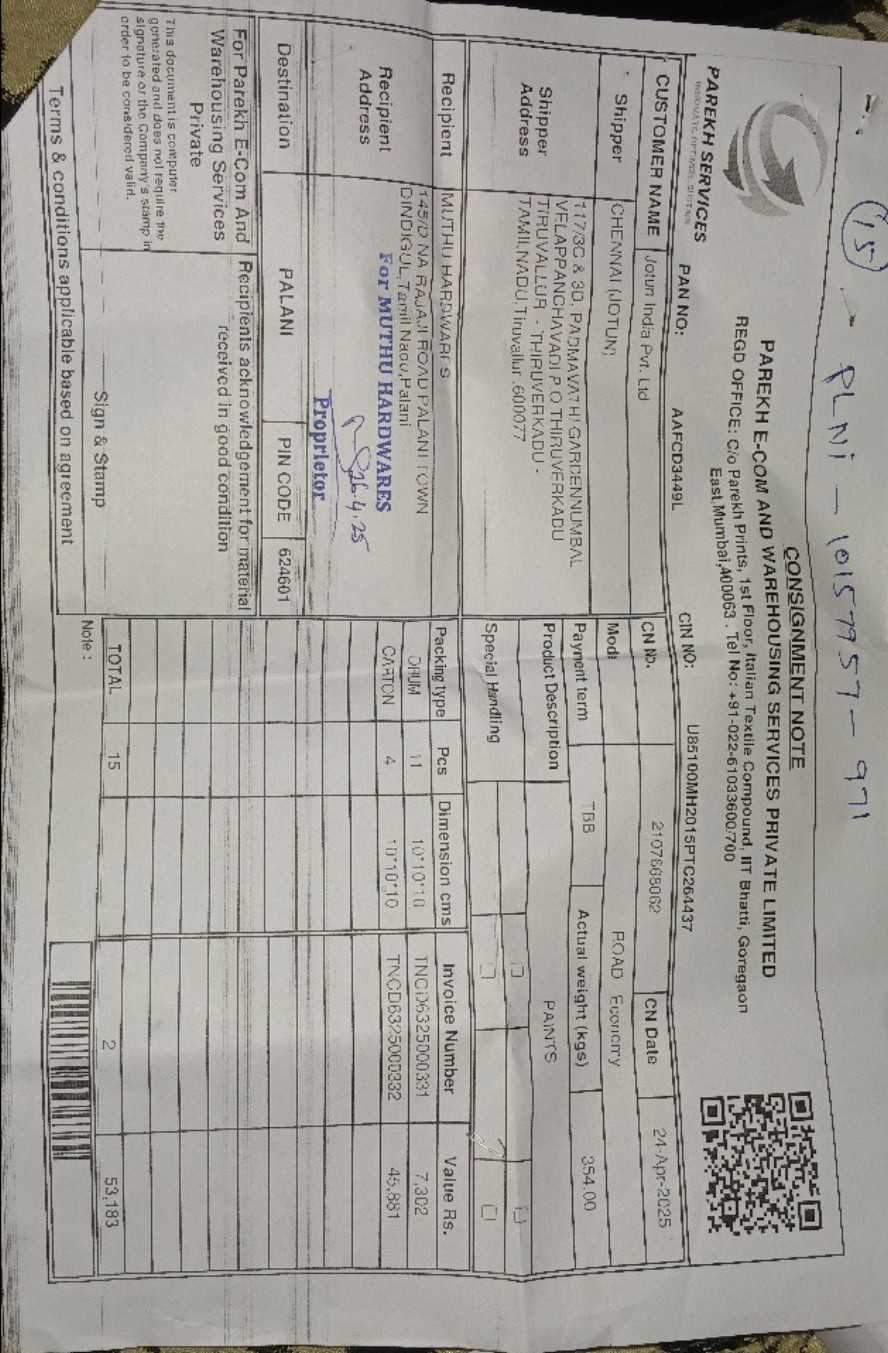 15 → PLNI - 10157957 - 971
PAREKH SERVICES
CONSIGNMENT NOTE
PAREKH E-COM AND WAREHOUSING SERVICES PRIVATE LIMITED
REGD OFFICE: C/o Parekh Prints, 1st Floor, Italian Textile Compound, IIT Bhatti, Goregaon
East,Mumbai,400063 . Tel No: +91-022-61033600/700
PAN NO: AAFCD3449L CIN NO: U85100MH2015PTC264437
CUSTOMER NAME Jotun India Pvt. Ltd
CN No. 2107668062 CN Date 24-Apr-2025
Shipper CHENNAI (JOTUN)
Mode ROAD Economy
Shipper Address
117/3C & 3D, PADMAVATHI GARDENNUMBAL
VELAPPANCHAVADI P.O THIRUVERKADU
TIRUVALLUR - THIRUVERKADU -
TAMILNADU,Tiruvallur ,600077
Payment term TBB Actual weight (kgs) 354.00
Product Description PAINTS
Special Handling
Recipient MUTHU HARDWARES
Recipient Address
145/D NA RAJAJI ROAD PALANI TOWN
DINDIGUL,Tamil Nadu,Palani
For MUTHU HARDWARES
26.4.25
Proprietor
Packing type Pcs Dimension cms Invoice Number Value Rs.
DRUM 11 10*10*10 TNCD6325000331 7,302
CARTON 4 10*10*10 TNCD6325000332 45,881
Destination PALANI PIN CODE 624601
For Parekh E-Com And
Warehousing Services
Private
Recipients acknowledgement for material
received in good condition
This document is computer
generated and does not require the
signature or the Company's stamp in
order to be considered valid.
Sign & Stamp
TOTAL 15 2 53,183
Terms & conditions applicable based on agreement
Note :